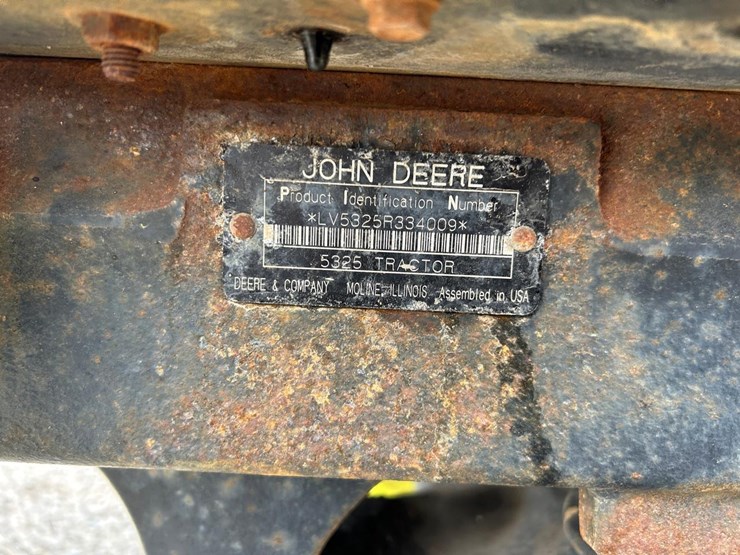 JOHN DEERE
Product Identification Number
*LV5325R334009*
5325 TRACTOR
DEERE & COMPANY MOLINE, ILLINOIS Assembled in USA